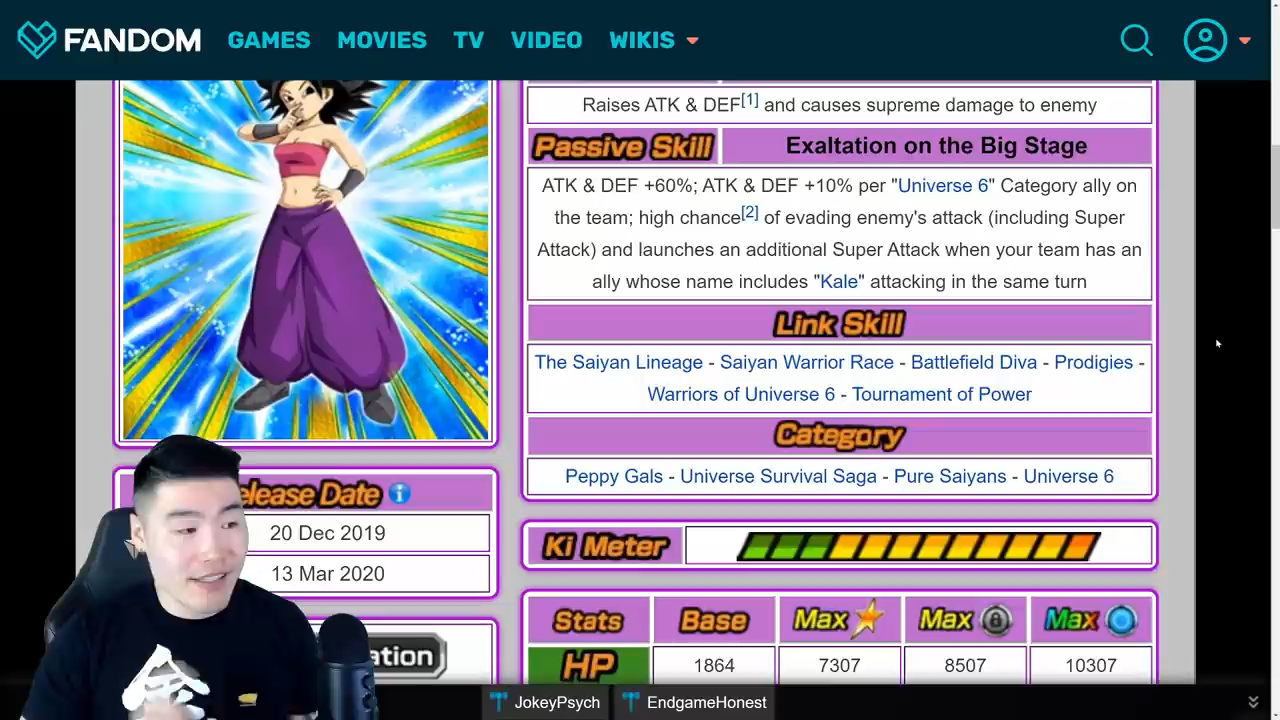 FANDOM GAMES MOVIES TV VIDEO WIKIS
Raises ATK & DEF[1] and causes supreme damage to enemy
Passive Skill Exaltation on the Big Stage
ATK & DEF +60%; ATK & DEF +10% per "Universe 6" Category ally on
the team; high chance[2] of evading enemy's attack (including Super
Attack) and launches an additional Super Attack when your team has an
ally whose name includes "Kale" attacking in the same turn
Link Skill
The Saiyan Lineage - Saiyan Warrior Race - Battlefield Diva - Prodigies -
Warriors of Universe 6 - Tournament of Power
Category
Peppy Gals - Universe Survival Saga - Pure Saiyans - Universe 6
elease Date
20 Dec 2019
13 Mar 2020
Ki Meter
Stats Base Max Max Max
HP 1864 7307 8507 10307
ation
JokeyPsych EndgameHonest